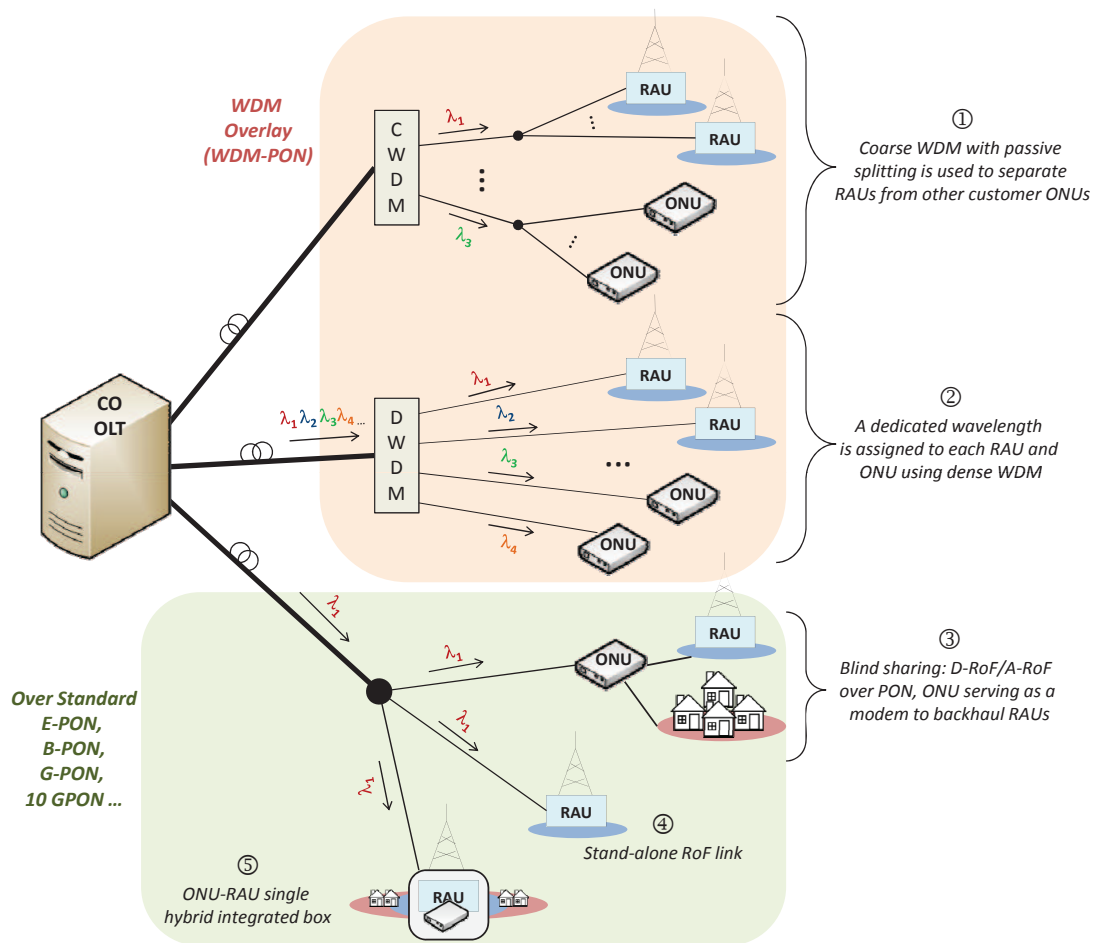 WDM
Overlay
(WDM-PON)
C
W
D
M
λ1
RAU
RAU
...
...
λ3
ONU
ONU
...
①
Coarse WDM with passive
splitting is used to separate
RAUs from other customer ONUs
CO
OLT
λ1 λ2 λ3 λ4 ...
D
W
D
M
λ1
RAU
λ2
RAU
λ3
...
ONU
λ4
ONU
②
A dedicated wavelength
is assigned to each RAU and
ONU using dense WDM
λ1
Over Standard
E-PON,
B-PON,
G-PON,
10 GPON ...
λ1
ONU
RAU
③
Blind sharing: D-RoF/A-RoF
over PON, ONU serving as a
modem to backhaul RAUs
λ1
RAU
④
Stand-alone RoF link
λ1
RAU
⑤
ONU-RAU single
hybrid integrated box